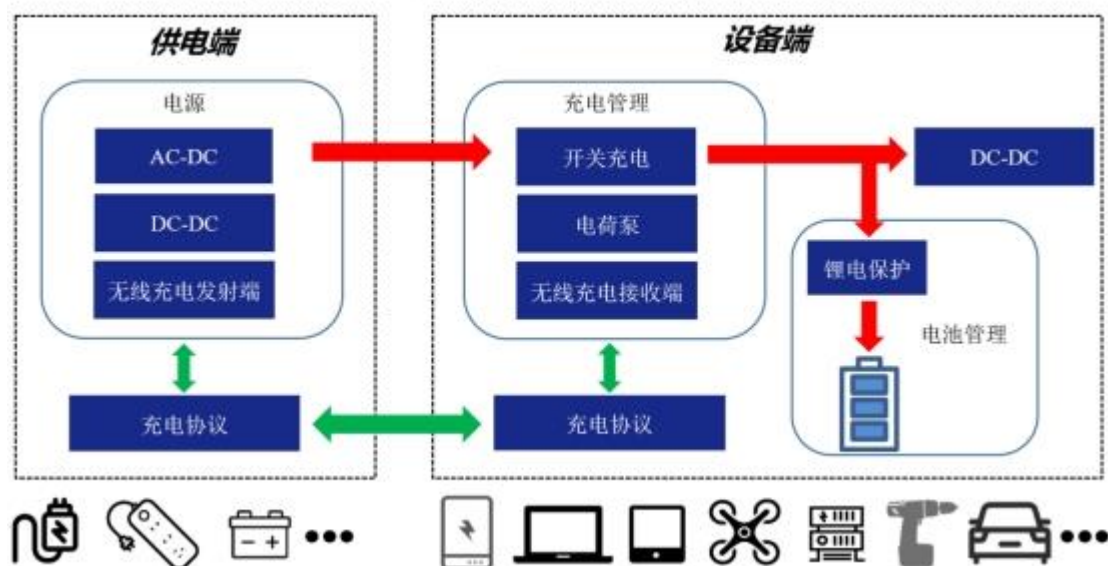 供电端
电源
AC-DC
DC-DC
无线充电发射端
充电协议
设备端
充电管理
开关充电
电荷泵
无线充电接收端
充电协议
DC-DC
锂电保护
电池管理